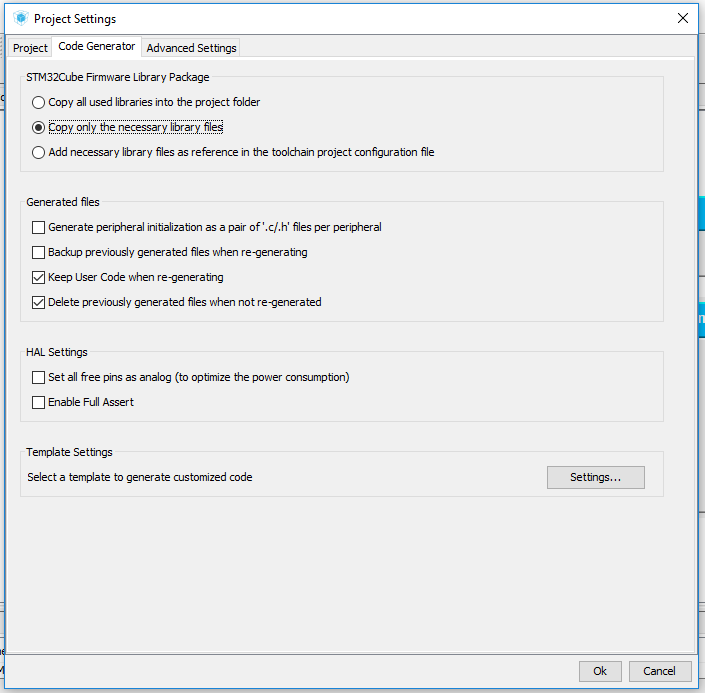 Project Settings
Project
Code Generator
Advanced Settings
STM32Cube Firmware Library Package
Copy all used libraries into the project folder
Copy only the necessary library files
Add necessary library files as reference in the toolchain project configuration file
Generated files
Generate peripheral initialization as a pair of '.c/.h' files per peripheral
Backup previously generated files when re-generating
Keep User Code when re-generating
Delete previously generated files when not re-generated
HAL Settings
Set all free pins as analog (to optimize the power consumption)
Enable Full Assert
Template Settings
Select a template to generate customized code
Settings...
Ok
Cancel